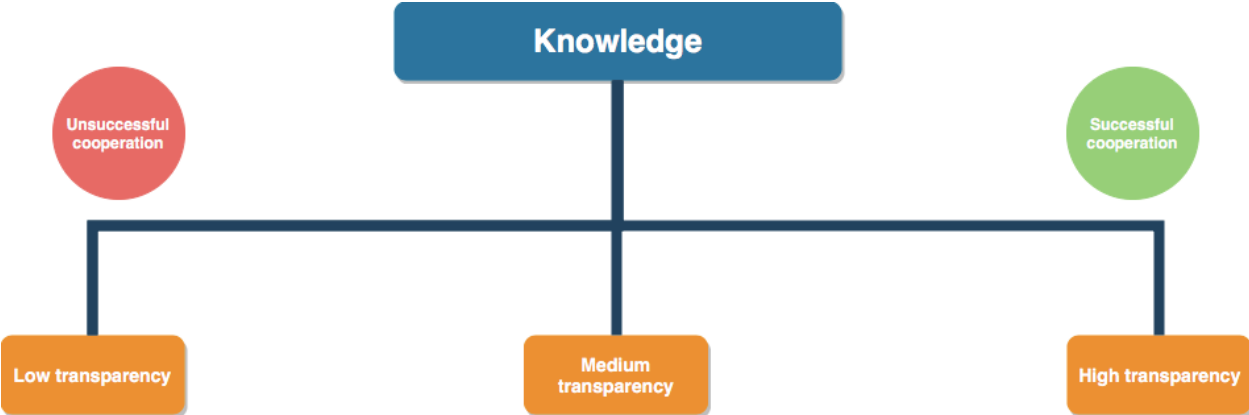 Knowledge
Unsuccessful
cooperation
Successful
cooperation
Low transparency
Medium
transparency
High transparency